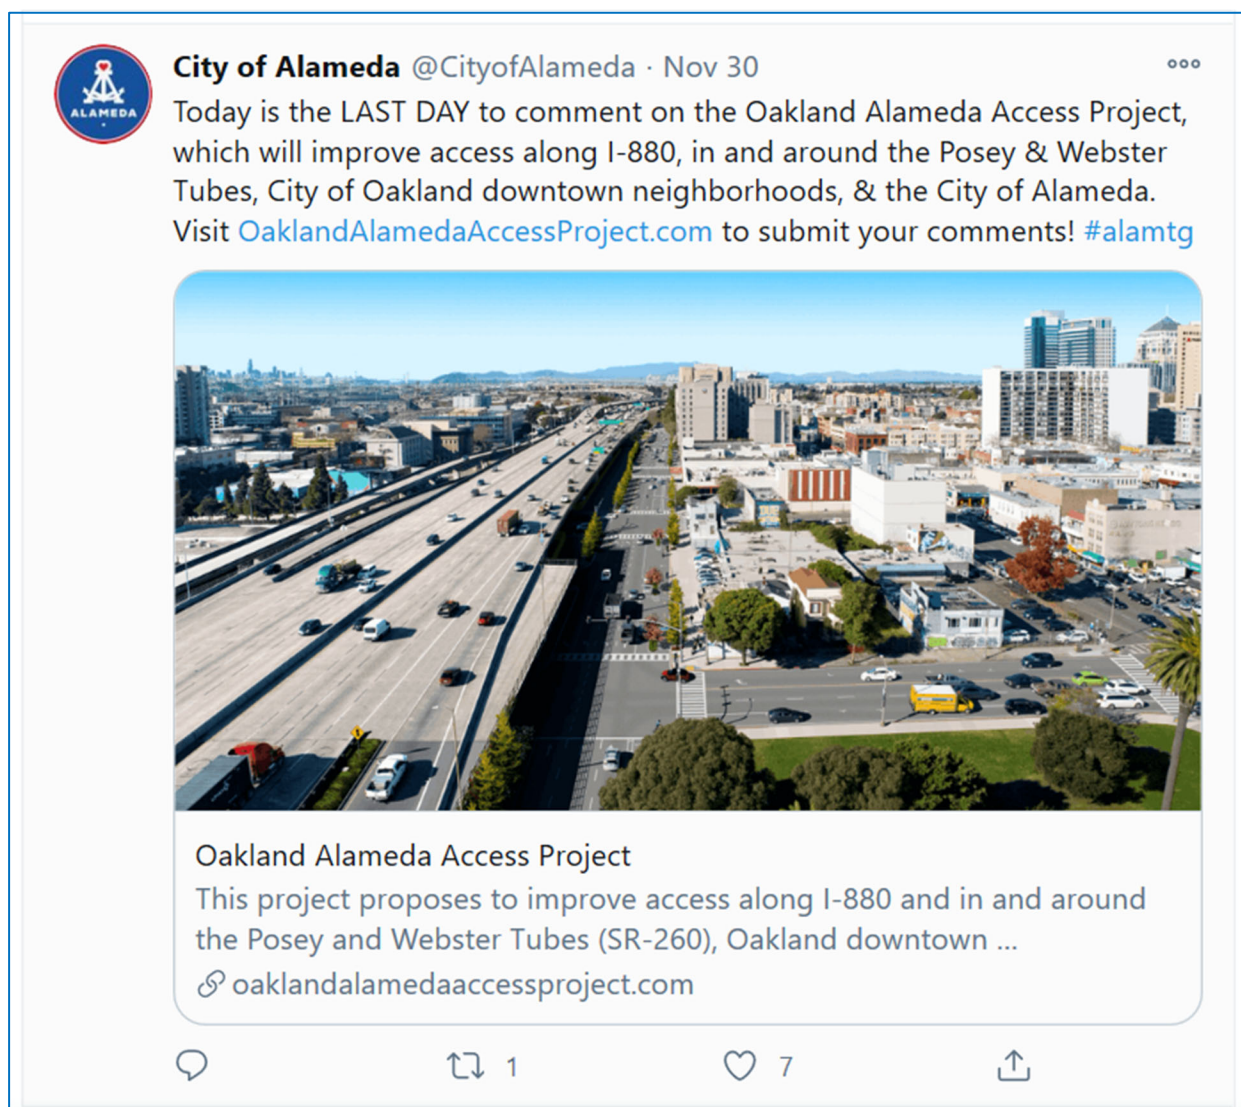 City of Alameda @CityofAlameda · Nov 30
ALAMEDA
Today is the LAST DAY to comment on the Oakland Alameda Access Project,
which will improve access along I-880, in and around the Posey & Webster
Tubes, City of Oakland downtown neighborhoods, & the City of Alameda.
Visit OaklandAlamedaAccessProject.com to submit your comments! #alamtg
Oakland Alameda Access Project
This project proposes to improve access along I-880 and in and around
the Posey and Webster Tubes (SR-260), Oakland downtown ...
oaklandalamedaaccessproject.com
1 7